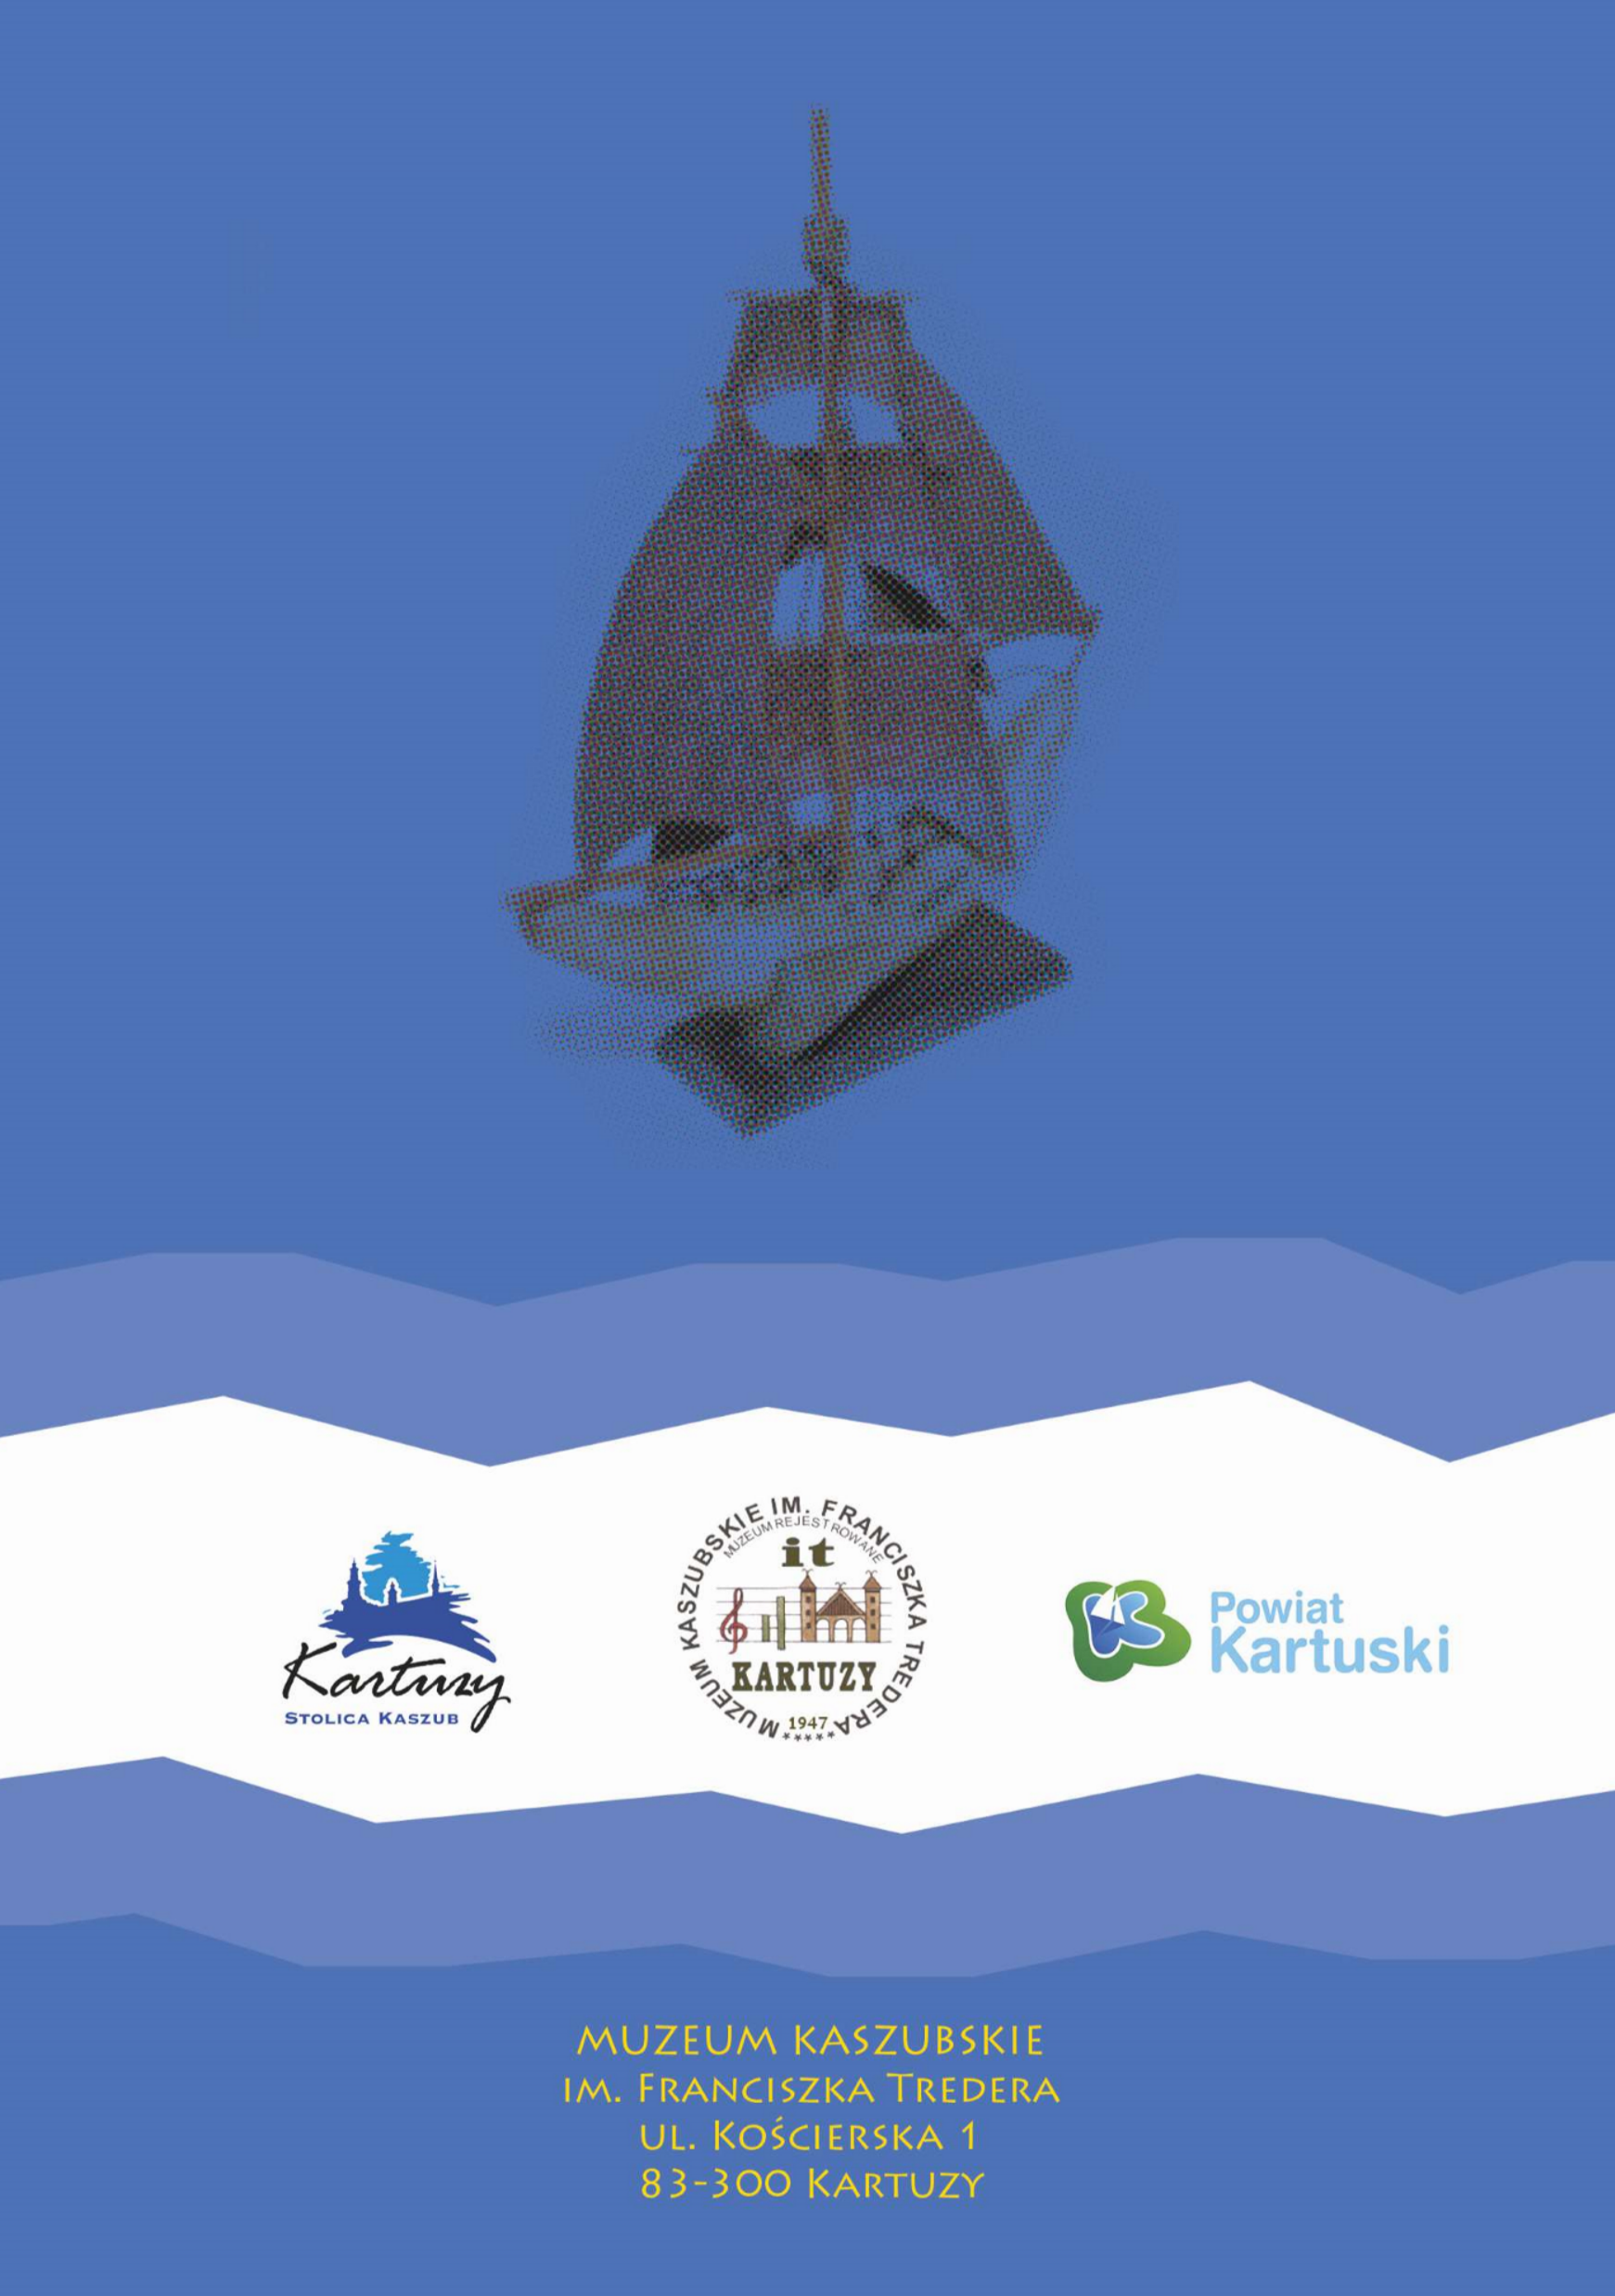 Kartuzy
STOLICA KASZUB
MUZEUM KASZUBSKIE IM. FRANCISZKA TREDERA
MUZEUM REJESTROWANE
it
KARTUZY
1947
Powiat
Kartuski
MUZEUM KASZUBSKIE
IM. FRANCISZKA TREDERA
UL. KOŚCIERSKA 1
83-300 KARTUZY